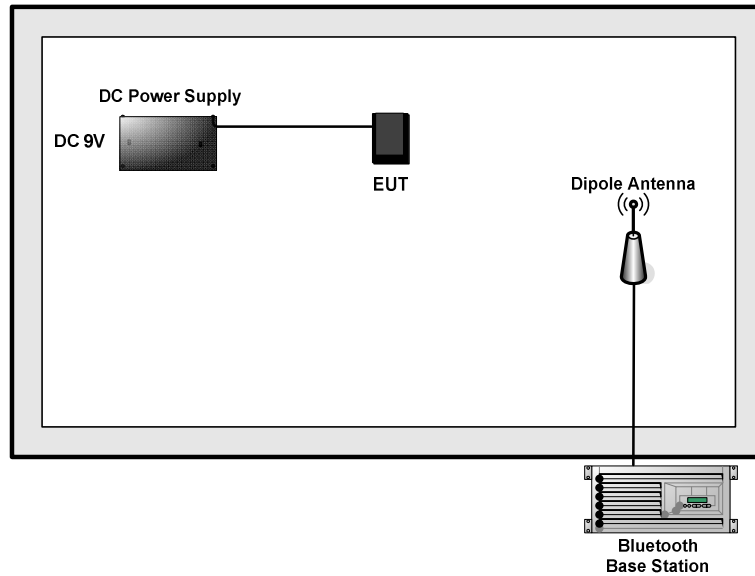 DC Power Supply
DC 9V
EUT
Dipole Antenna
Bluetooth
Base Station